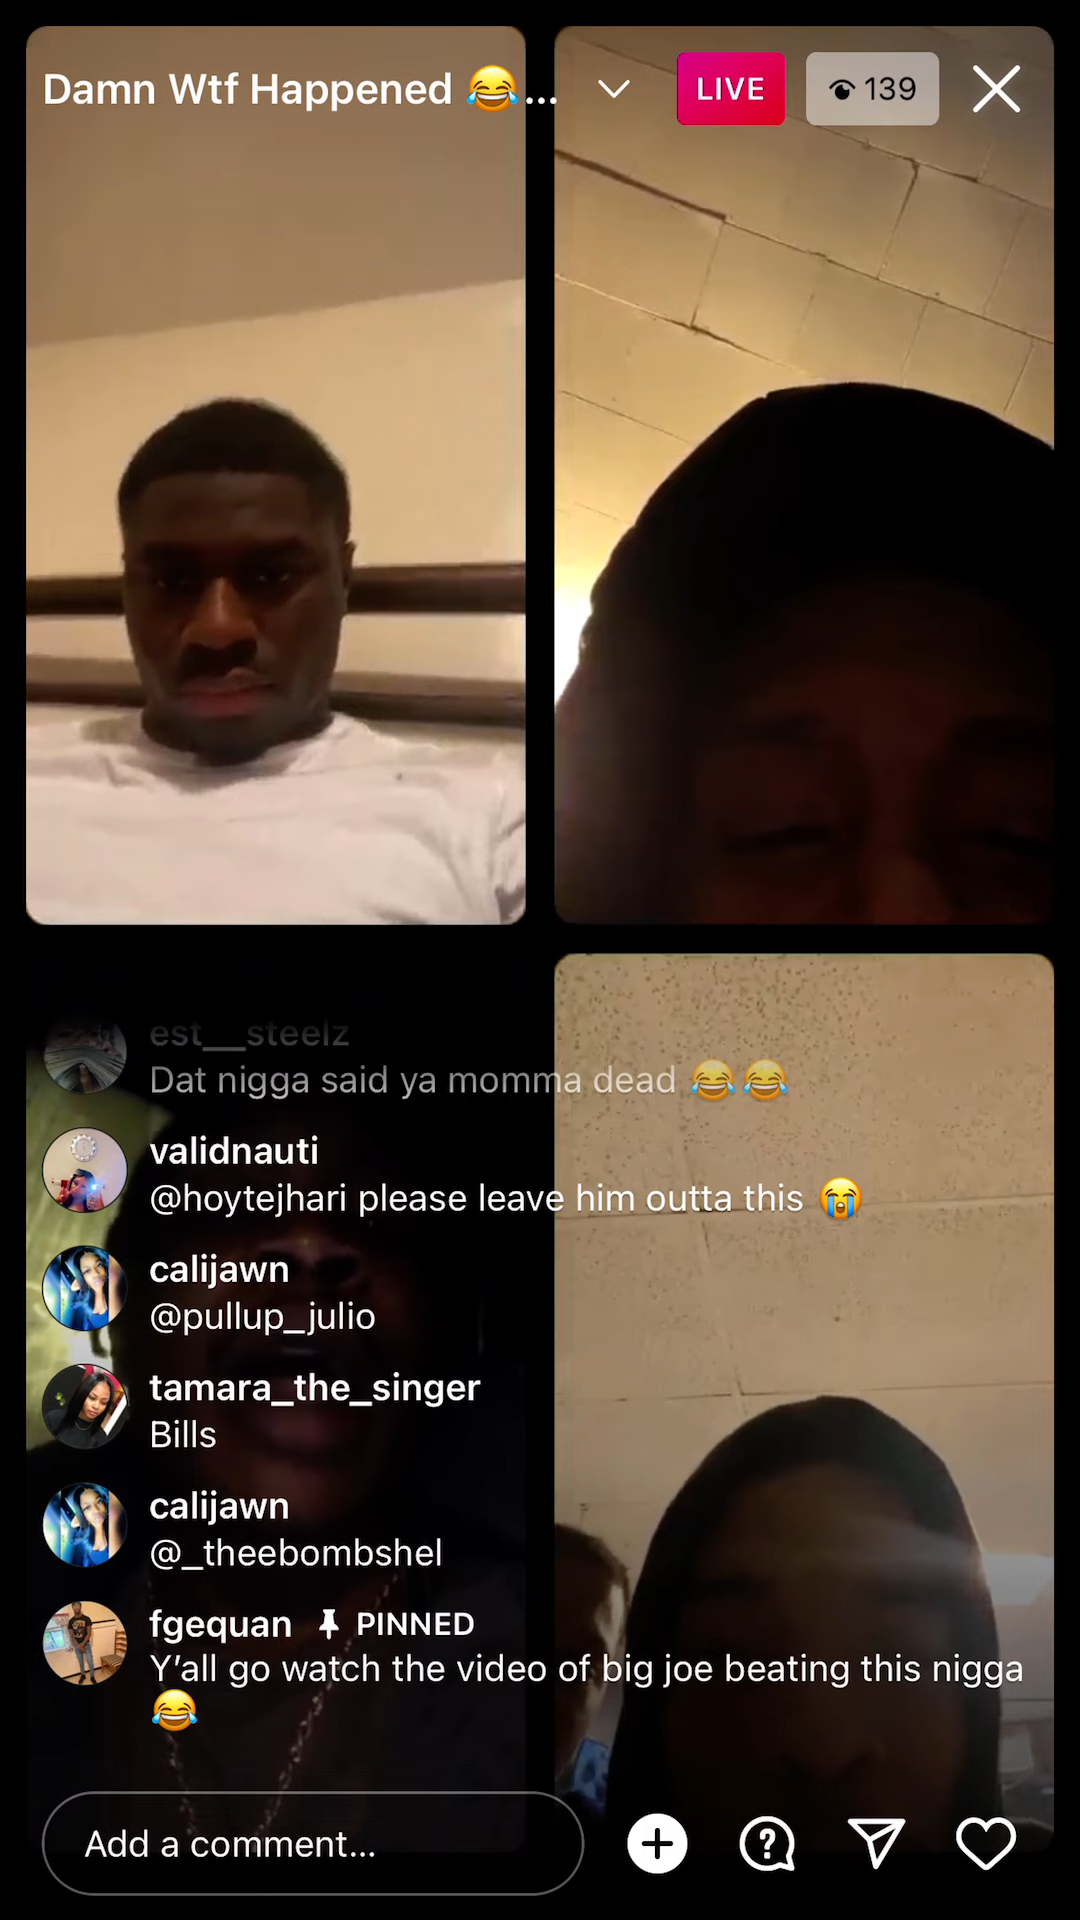 Damn Wtf Happened 😂...
LIVE
139
est__steelz
Dat nigga said ya momma dead 😂😂
validnauti
@hoytejhari please leave him outta this 😭
calijawn
@pullup_julio
tamara_the_singer
Bills
calijawn
@_theebombshel
fgequan PINNED
Y’all go watch the video of big joe beating this nigga
😂
Add a comment...